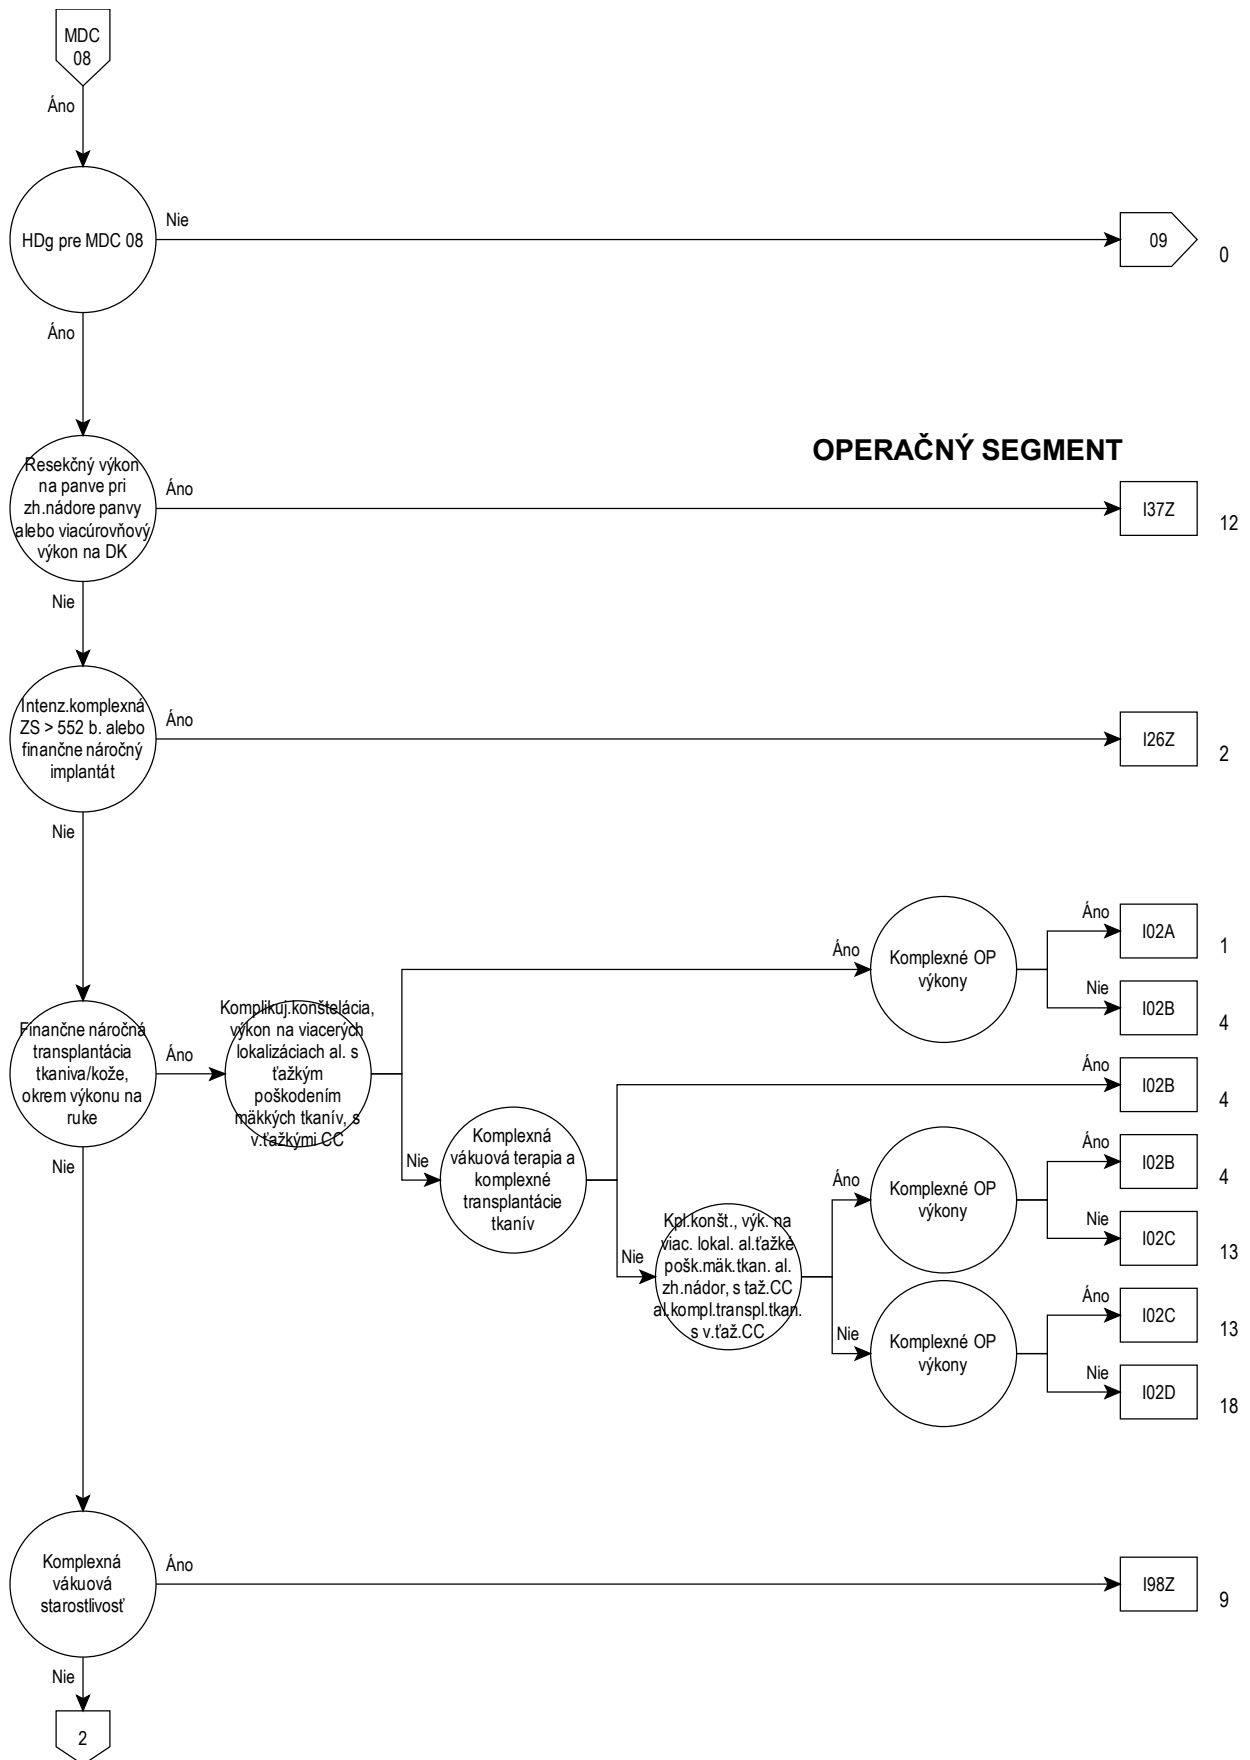 MDC
08
Áno
HDg pre MDC 08
Nie
09
0
Áno
OPERAČNÝ SEGMENT
Resekčný výkon
na panve pri
zh.nádore panvy
alebo viacúrovňový
výkon na DK
Áno
I37Z
12
Nie
Intenz.komplexná
ZS > 552 b. alebo
finančne náročný
implantát
Áno
I26Z
2
Nie
Finančne náročná
transplantácia
tkaniva/kože,
okrem výkonu na
ruke
Áno
Komplikuj.konštelácia,
výkon na viacerých
lokalizáciach al. s
ťažkým
poškodením
mäkkých tkanív, s
v.ťažkými CC
Áno
Komplexné OP
výkony
Áno
I02A
1
Nie
I02B
4
Nie
Komplexná
vákuová terapia a
komplexné
transplantácie
tkanív
Áno
I02B
4
Nie
Kpl.konšt., výk. na
viac. lokal. al.ťažké
pošk.mäk.tkan. al.
zh.nádor, s taž.CC
al.kompl.transpl.tkan.
s v.ťaž.CC
Áno
Komplexné OP
výkony
Áno
I02B
4
Nie
I02C
13
Nie
Komplexné OP
výkony
Áno
I02C
13
Nie
I02D
18
Nie
Komplexná
vákuová
starostlivosť
Áno
I98Z
9
Nie
2